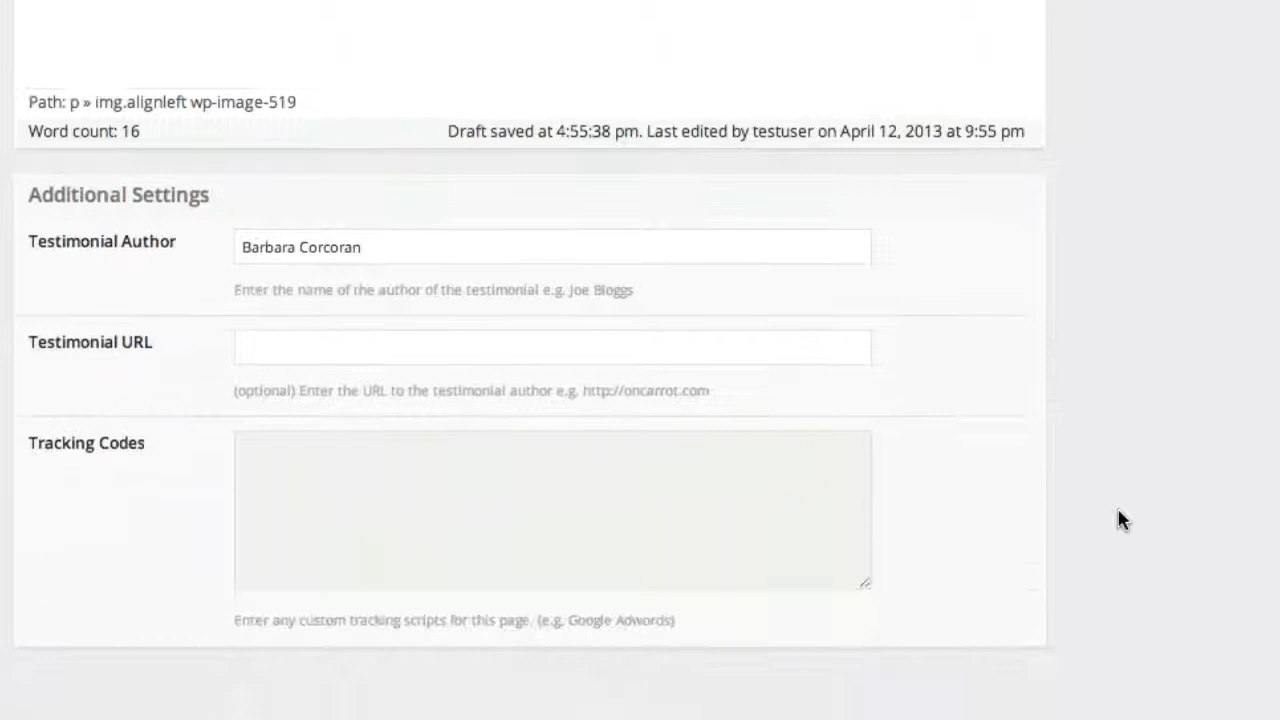 Path: p » img.alignleft wp-image-519
Word count: 16
Draft saved at 4:55:38 pm. Last edited by testuser on April 12, 2013 at 9:55 pm
Additional Settings
Testimonial Author
Barbara Corcoran
Enter the name of the author of the testimonial e.g. Joe Bloggs
Testimonial URL
(optional) Enter the URL to the testimonial author e.g. http://oncarrot.com
Tracking Codes
Enter any custom tracking scripts for this page. (e.g. Google Adwords)